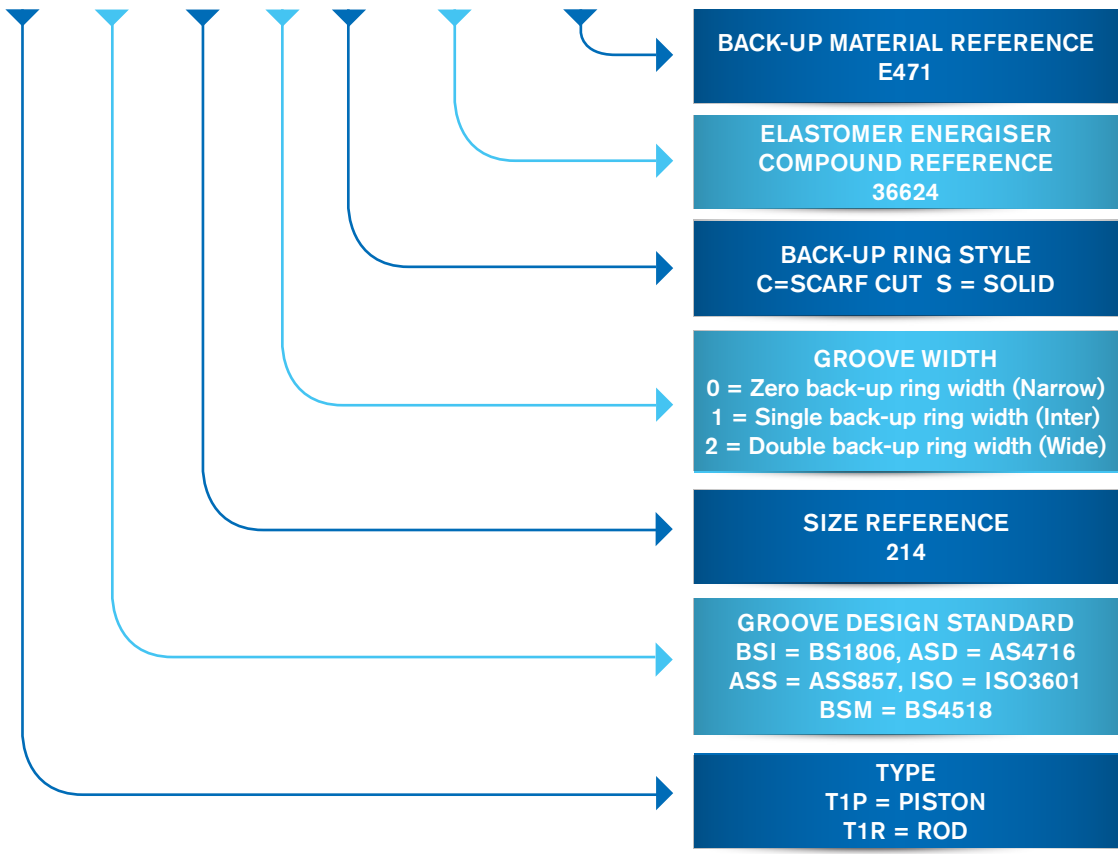 BACK-UP MATERIAL REFERENCE
E471
ELASTOMER ENERGISER
COMPOUND REFERENCE
36624
BACK-UP RING STYLE
C=SCARF CUT S = SOLID
GROOVE WIDTH
0 = Zero back-up ring width (Narrow)
1 = Single back-up ring width (Inter)
2 = Double back-up ring width (Wide)
SIZE REFERENCE
214
GROOVE DESIGN STANDARD
BSI = BS1806, ASD = AS4716
ASS = ASS857, ISO = ISO3601
BSM = BS4518
TYPE
T1P = PISTON
T1R = ROD